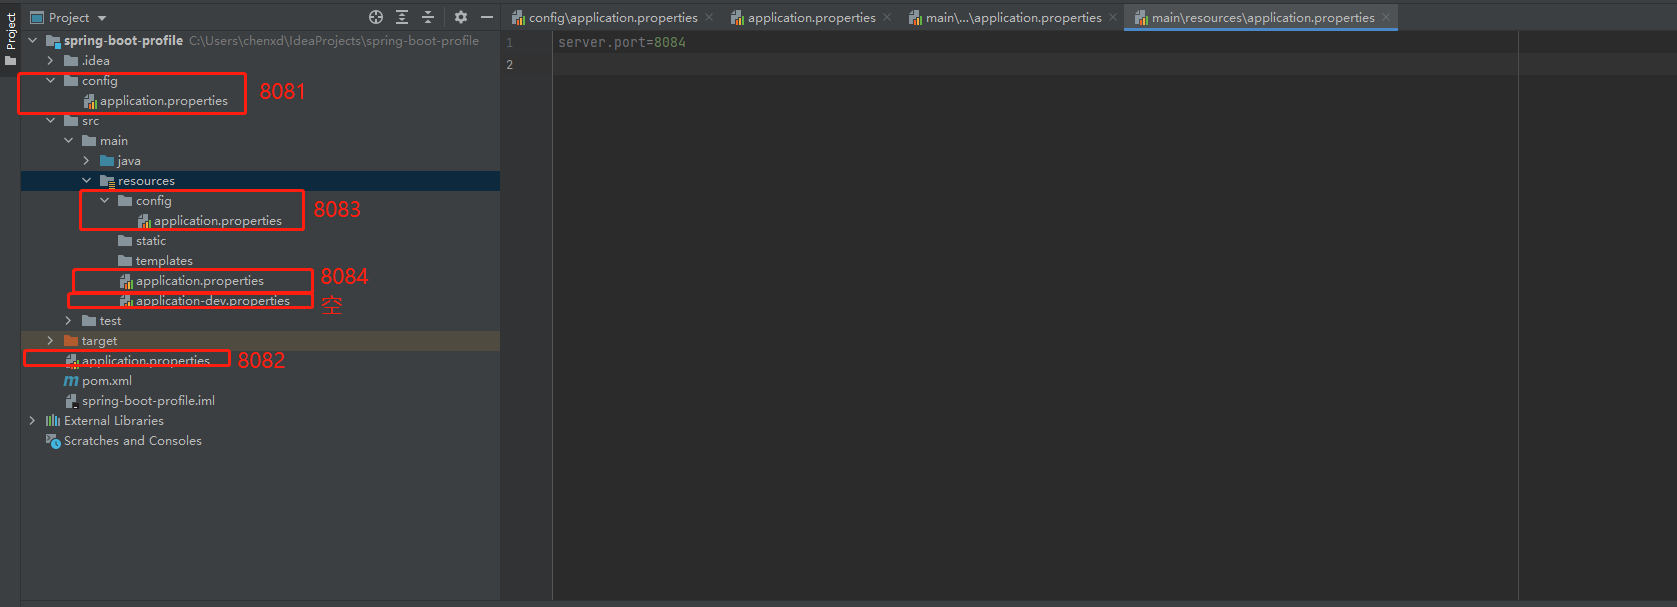 Project
Project
config\application.properties
application.properties
main\...\application.properties
main\resources\application.properties
spring-boot-profile C:\Users\chenxd\IdeaProjects\spring-boot-profile
.idea
config
application.properties
8081
src
main
java
resources
config
application.properties
8083
static
templates
application.properties
8084
application-dev.properties
空
test
target
application.properties
8082
pom.xml
spring-boot-profile.iml
External Libraries
Scratches and Consoles
1 server.port=8084
2